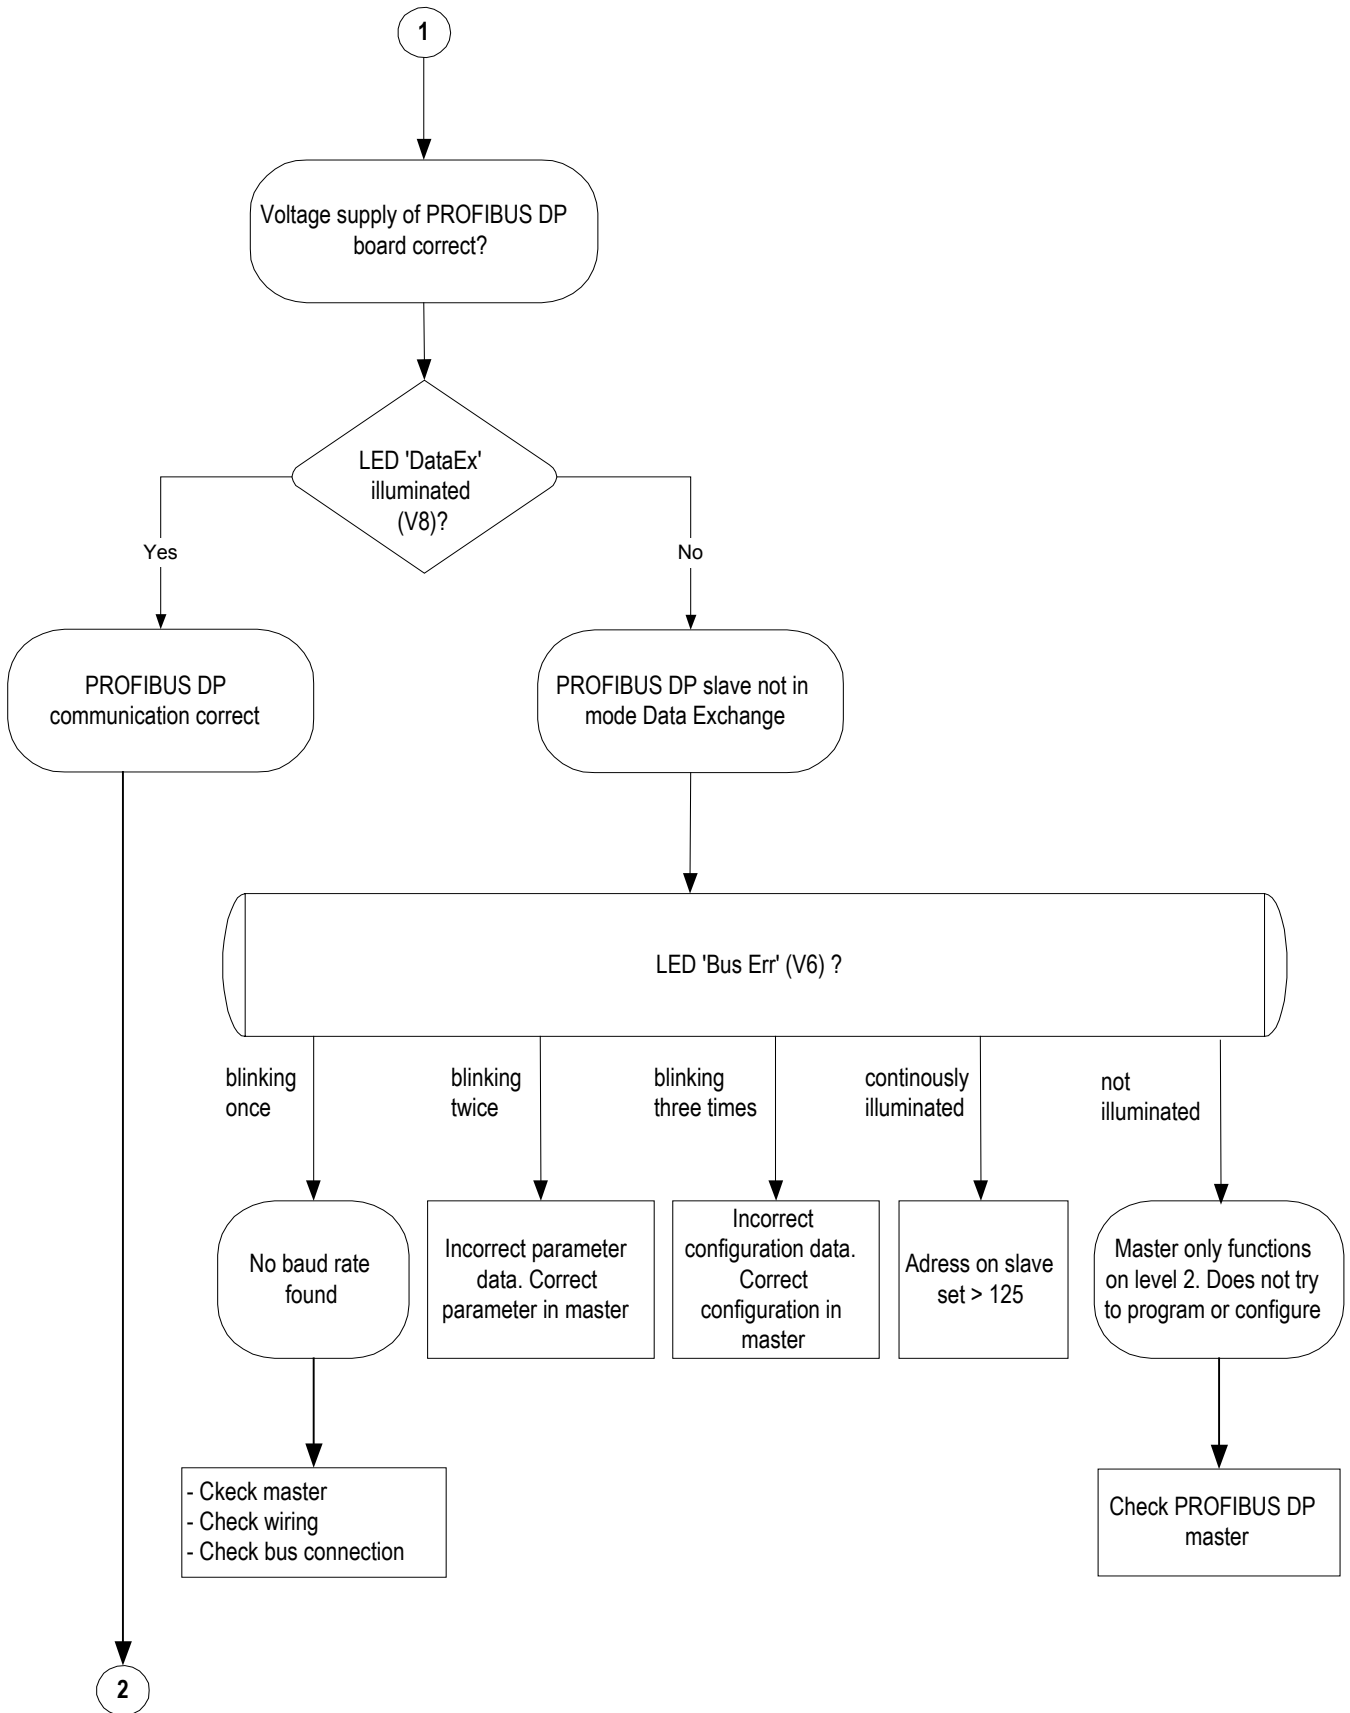 1
Voltage supply of PROFIBUS DP
board correct?
LED 'DataEx'
illuminated
(V8)?
Yes
No
PROFIBUS DP
communication correct
PROFIBUS DP slave not in
mode Data Exchange
LED 'Bus Err' (V6) ?
blinking
once
blinking
twice
blinking
three times
continously
illuminated
not
illuminated
No baud rate
found
Incorrect parameter
data. Correct
parameter in master
Incorrect
configuration data.
Correct
configuration in
master
Adress on slave
set > 125
Master only functions
on level 2. Does not try
to program or configure
- Ckeck master
- Check wiring
- Check bus connection
Check PROFIBUS DP
master
2